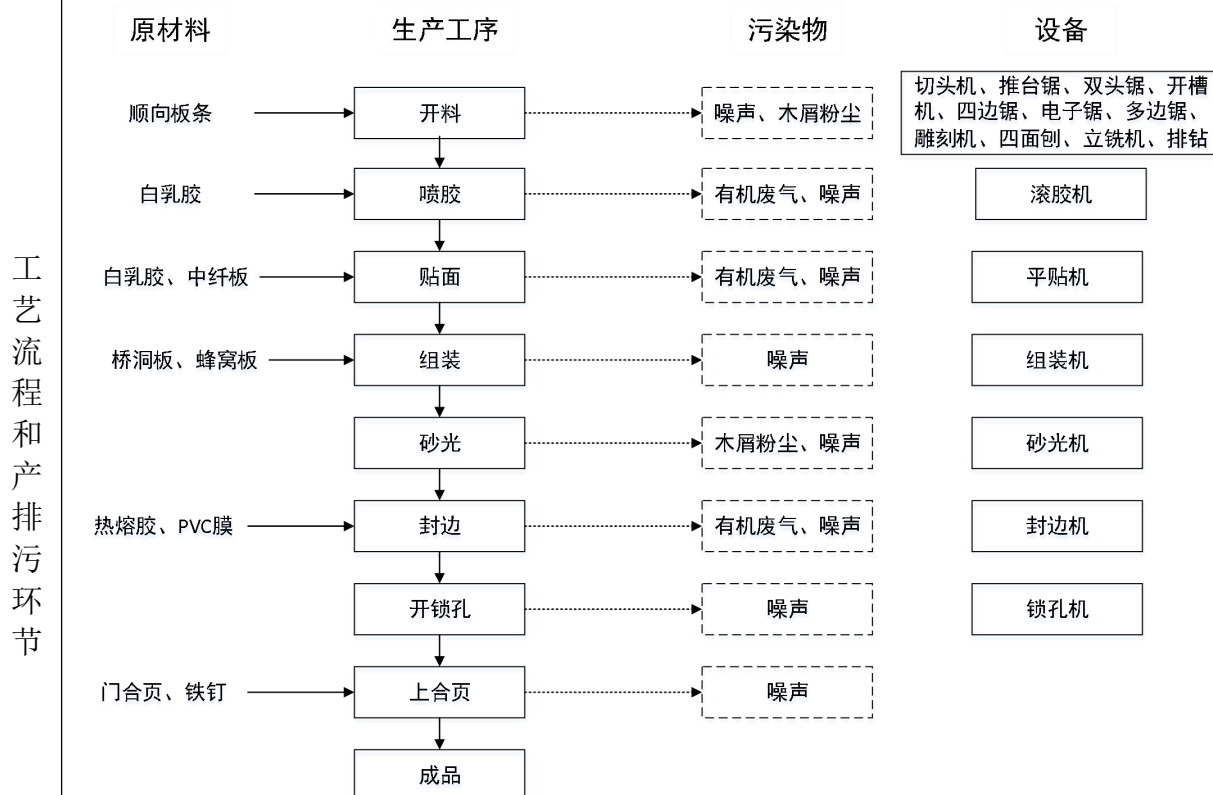 工艺流程和产排污环节
原材料 生产工序 污染物 设备
顺向板条 开料 噪声、木屑粉尘 切头机、推台锯、双头锯、开槽
机、四边锯、电子锯、多边锯、
雕刻机、四面刨、立铣机、排钻
白乳胶 喷胶 有机废气、噪声 滚胶机
白乳胶、中纤板 贴面 有机废气、噪声 平贴机
桥洞板、蜂窝板 组装 噪声 组装机
砂光 木屑粉尘、噪声 砂光机
热熔胶、PVC膜 封边 有机废气、噪声 封边机
开锁孔 噪声 锁孔机
门合页、铁钉 上合页 噪声
成品